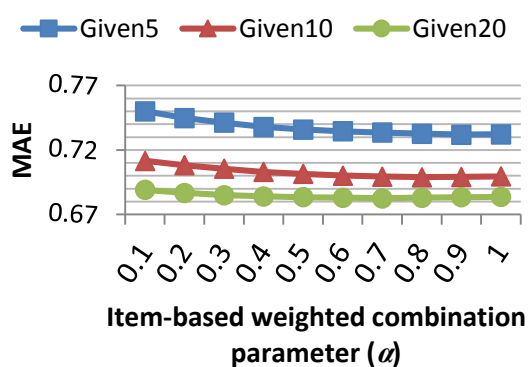 Given5 Given10 Given20
0.77
0.72
0.67
MAE
0.1 0.2 0.3 0.4 0.5 0.6 0.7 0.8 0.9 1
Item-based weighted combination
parameter (α)